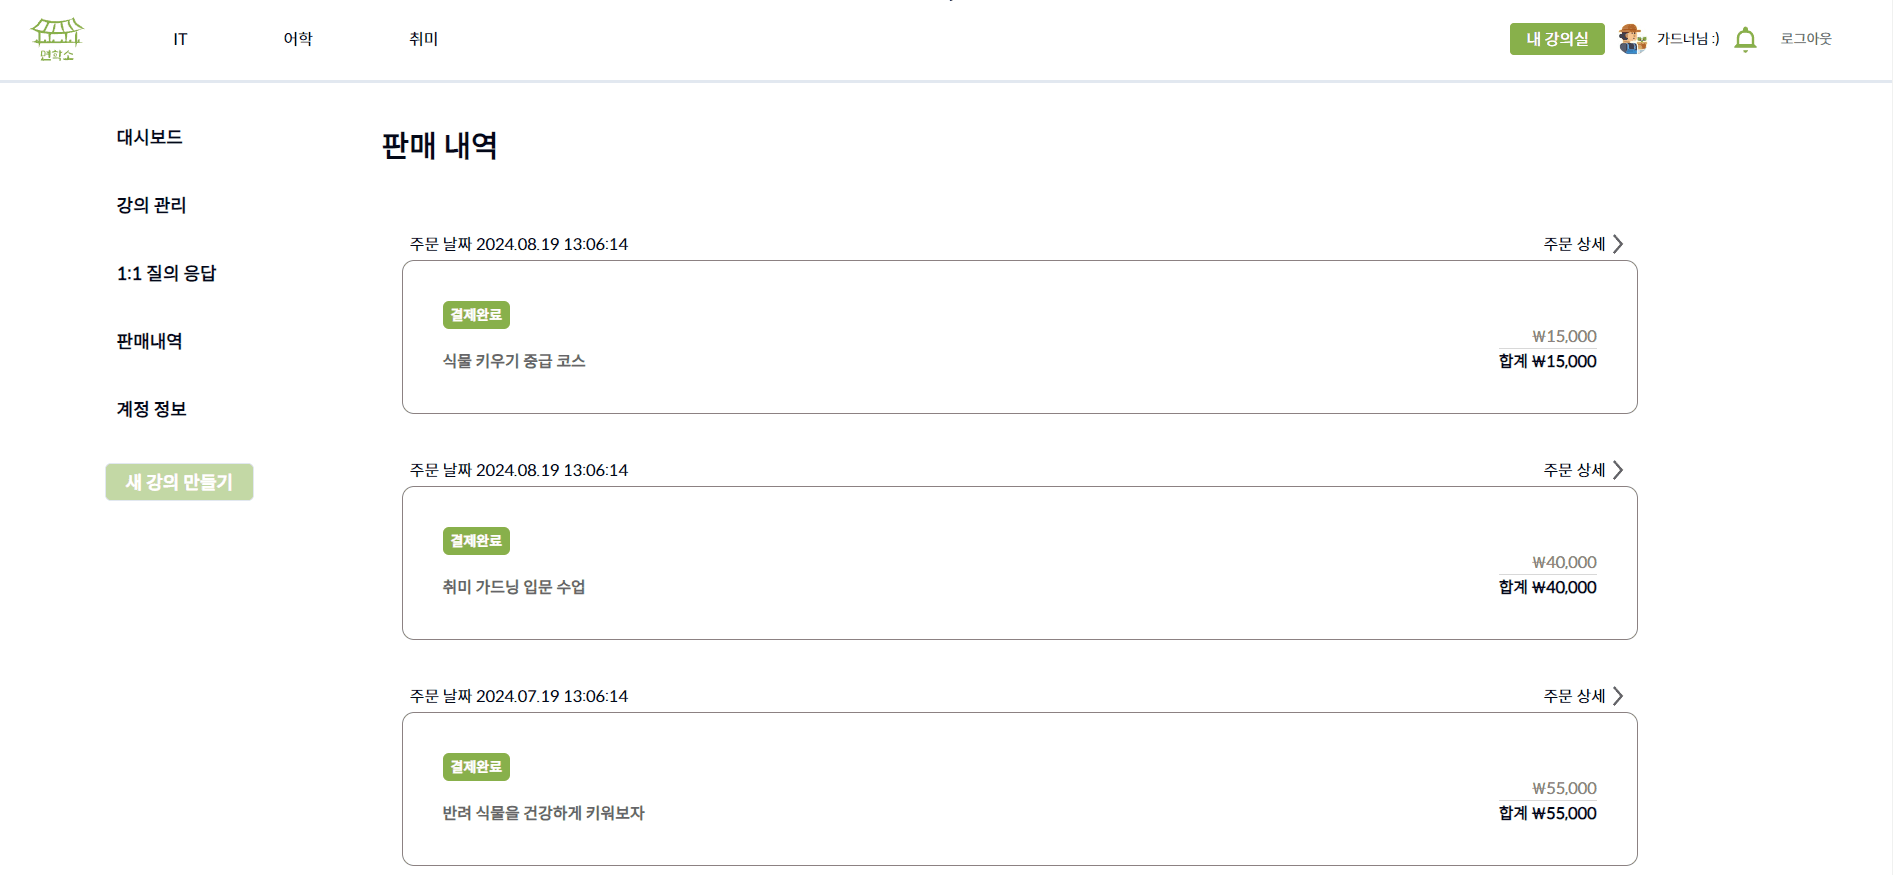 면학소
IT
어학
취미
내 강의실
가드너님 :)
로그아웃
대시보드
강의 관리
1:1 질의 응답
판매내역
계정 정보
새 강의 만들기
판매 내역
주문 날짜 2024.08.19 13:06:14
주문 상세
결제완료
식물 키우기 중급 코스
₩15,000
합계 ₩15,000
주문 날짜 2024.08.19 13:06:14
주문 상세
결제완료
취미 가드닝 입문 수업
₩40,000
합계 ₩40,000
주문 날짜 2024.07.19 13:06:14
주문 상세
결제완료
반려 식물을 건강하게 키워보자
₩55,000
합계 ₩55,000